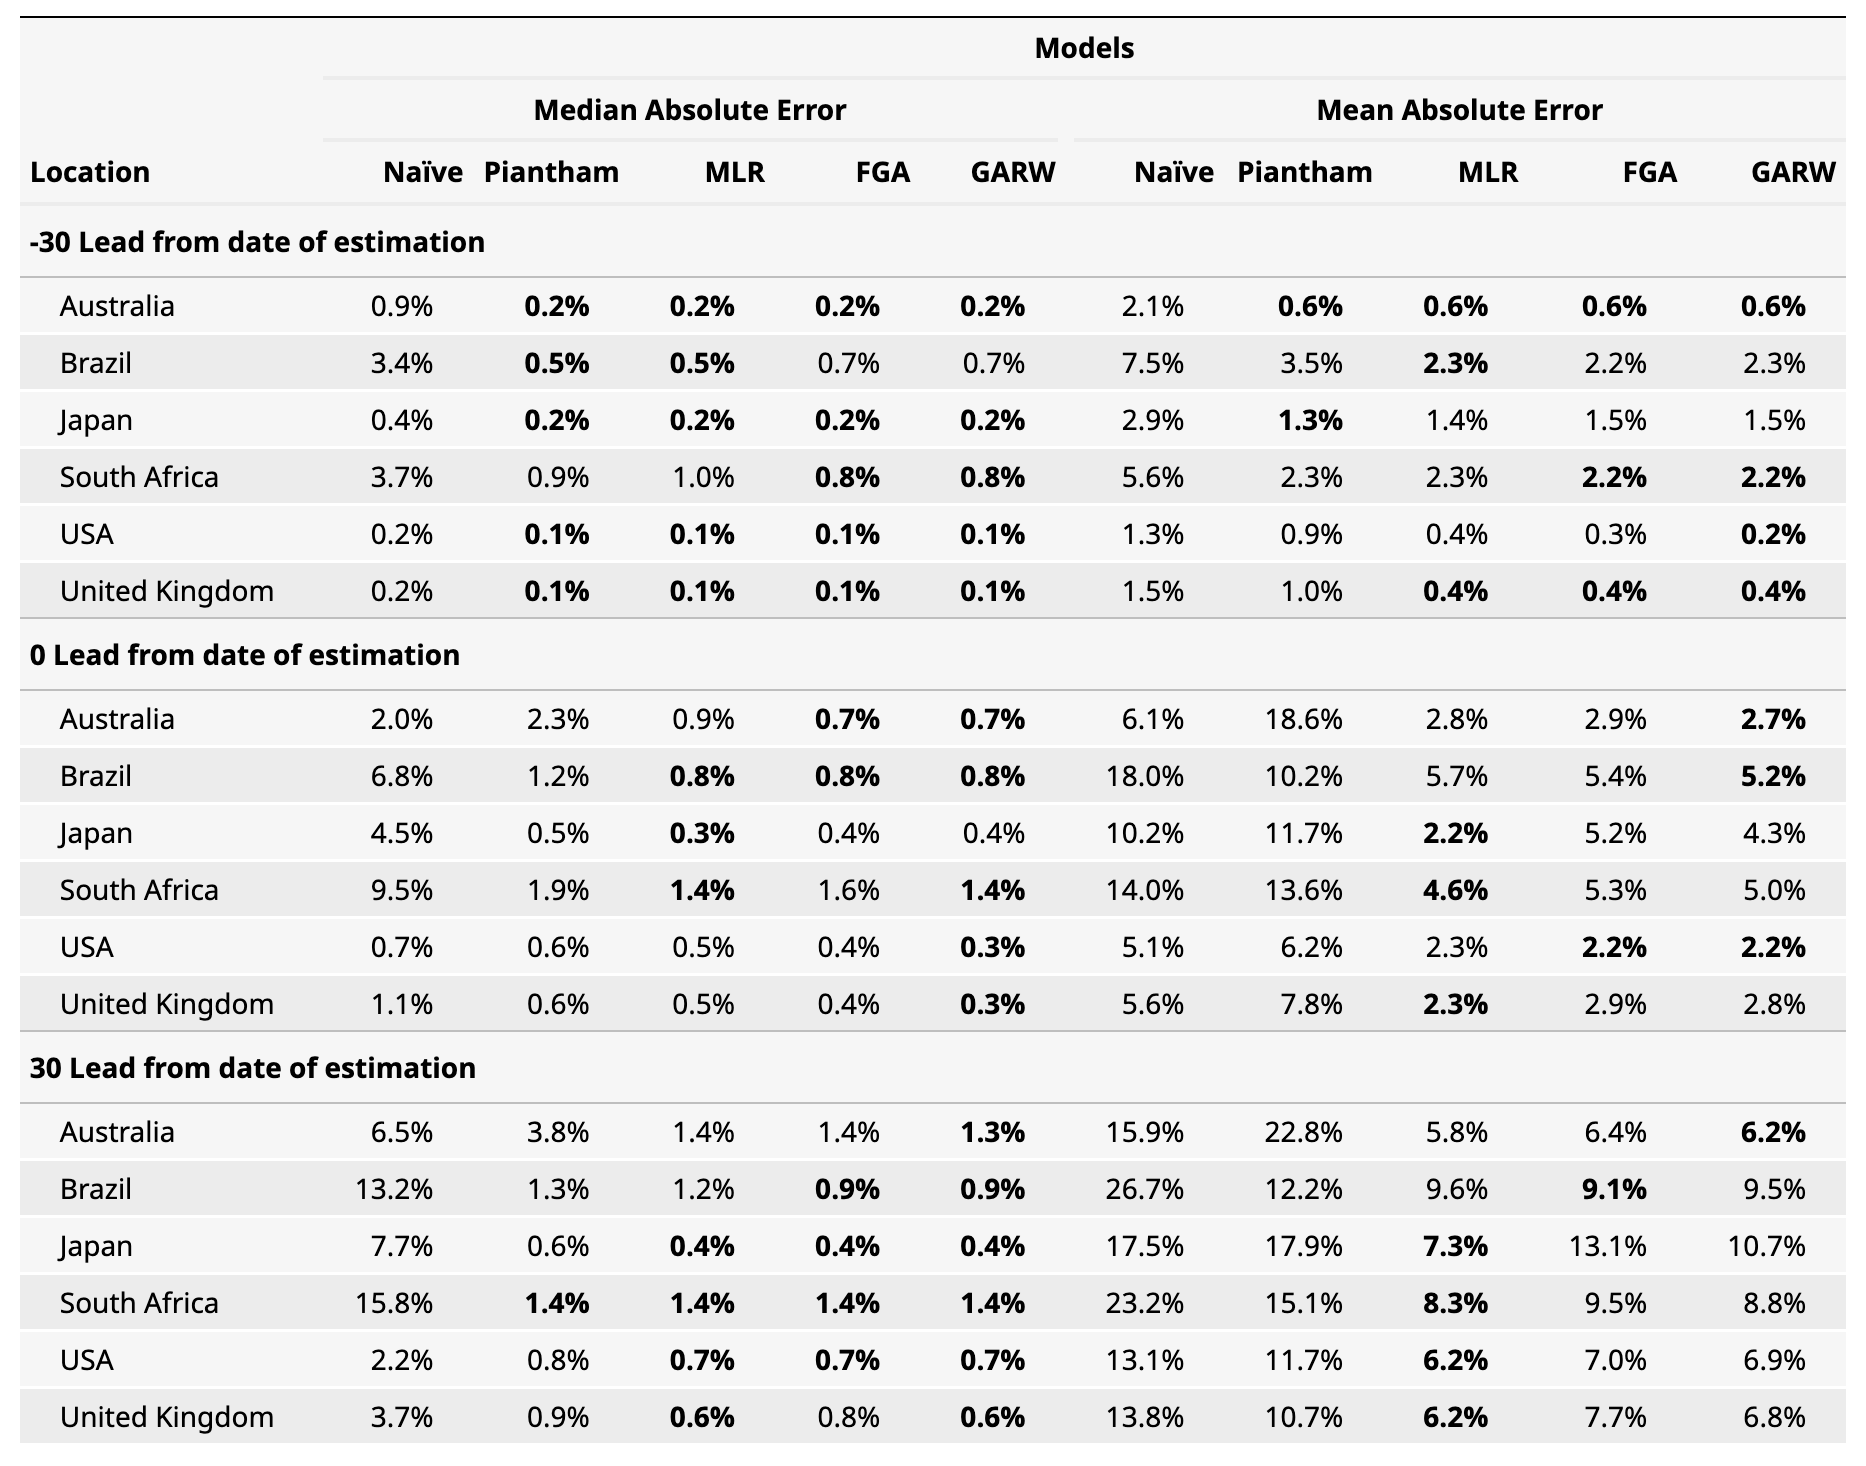 Models
Median Absolute Error Mean Absolute Error
Location Naïve Piantham MLR FGA GARW Naïve Piantham MLR FGA GARW
-30 Lead from date of estimation
Australia 0.9% 0.2% 0.2% 0.2% 0.2% 2.1% 0.6% 0.6% 0.6% 0.6%
Brazil 3.4% 0.5% 0.5% 0.7% 0.7% 7.5% 3.5% 2.3% 2.2% 2.3%
Japan 0.4% 0.2% 0.2% 0.2% 0.2% 2.9% 1.3% 1.4% 1.5% 1.5%
South Africa 3.7% 0.9% 1.0% 0.8% 0.8% 5.6% 2.3% 2.3% 2.2% 2.2%
USA 0.2% 0.1% 0.1% 0.1% 0.1% 1.3% 0.9% 0.4% 0.3% 0.2%
United Kingdom 0.2% 0.1% 0.1% 0.1% 0.1% 1.5% 1.0% 0.4% 0.4% 0.4%
0 Lead from date of estimation
Australia 2.0% 2.3% 0.9% 0.7% 0.7% 6.1% 18.6% 2.8% 2.9% 2.7%
Brazil 6.8% 1.2% 0.8% 0.8% 0.8% 18.0% 10.2% 5.7% 5.4% 5.2%
Japan 4.5% 0.5% 0.3% 0.4% 0.4% 10.2% 11.7% 2.2% 5.2% 4.3%
South Africa 9.5% 1.9% 1.4% 1.6% 1.4% 14.0% 13.6% 4.6% 5.3% 5.0%
USA 0.7% 0.6% 0.5% 0.4% 0.3% 5.1% 6.2% 2.3% 2.2% 2.2%
United Kingdom 1.1% 0.6% 0.5% 0.4% 0.3% 5.6% 7.8% 2.3% 2.9% 2.8%
30 Lead from date of estimation
Australia 6.5% 3.8% 1.4% 1.4% 1.3% 15.9% 22.8% 5.8% 6.4% 6.2%
Brazil 13.2% 1.3% 1.2% 0.9% 0.9% 26.7% 12.2% 9.6% 9.1% 9.5%
Japan 7.7% 0.6% 0.4% 0.4% 0.4% 17.5% 17.9% 7.3% 13.1% 10.7%
South Africa 15.8% 1.4% 1.4% 1.4% 1.4% 23.2% 15.1% 8.3% 9.5% 8.8%
USA 2.2% 0.8% 0.7% 0.7% 0.7% 13.1% 11.7% 6.2% 7.0% 6.9%
United Kingdom 3.7% 0.9% 0.6% 0.8% 0.6% 13.8% 10.7% 6.2% 7.7% 6.8%